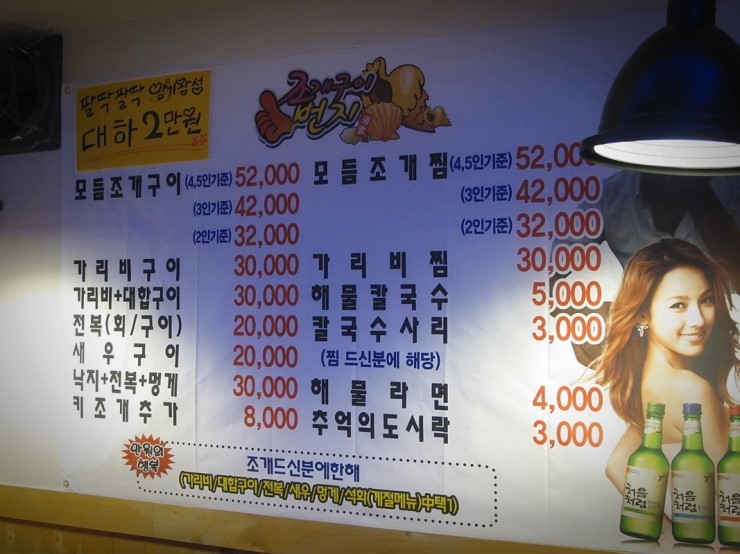 팔딱팔딱 양기왕성
대하 2만원
조개구이
번지
모듬조개구이 (4,5인기준) 52,000
(3인기준) 42,000
(2인기준) 32,000
가리비구이 30,000
가리비+대합구이 30,000
전복(회/구이) 20,000
새우구이 20,000
낙지+전복+멍게 30,000
키조개추가 8,000
모듬조개찜 (4,5인기준) 52,000
(3인기준) 42,000
(2인기준) 32,000
가리비찜 30,000
해물칼국수 5,000
칼국수사리 3,000
(찜 드신분에 해당)
해물라면 4,000
추억의도시락 3,000
만원의
행복
조개드신분에한해
(가리비/대합구이/전복/새우/멍게/석화(계절메뉴)中택1)
처음
처럼
처음
처럼
처음
처럼